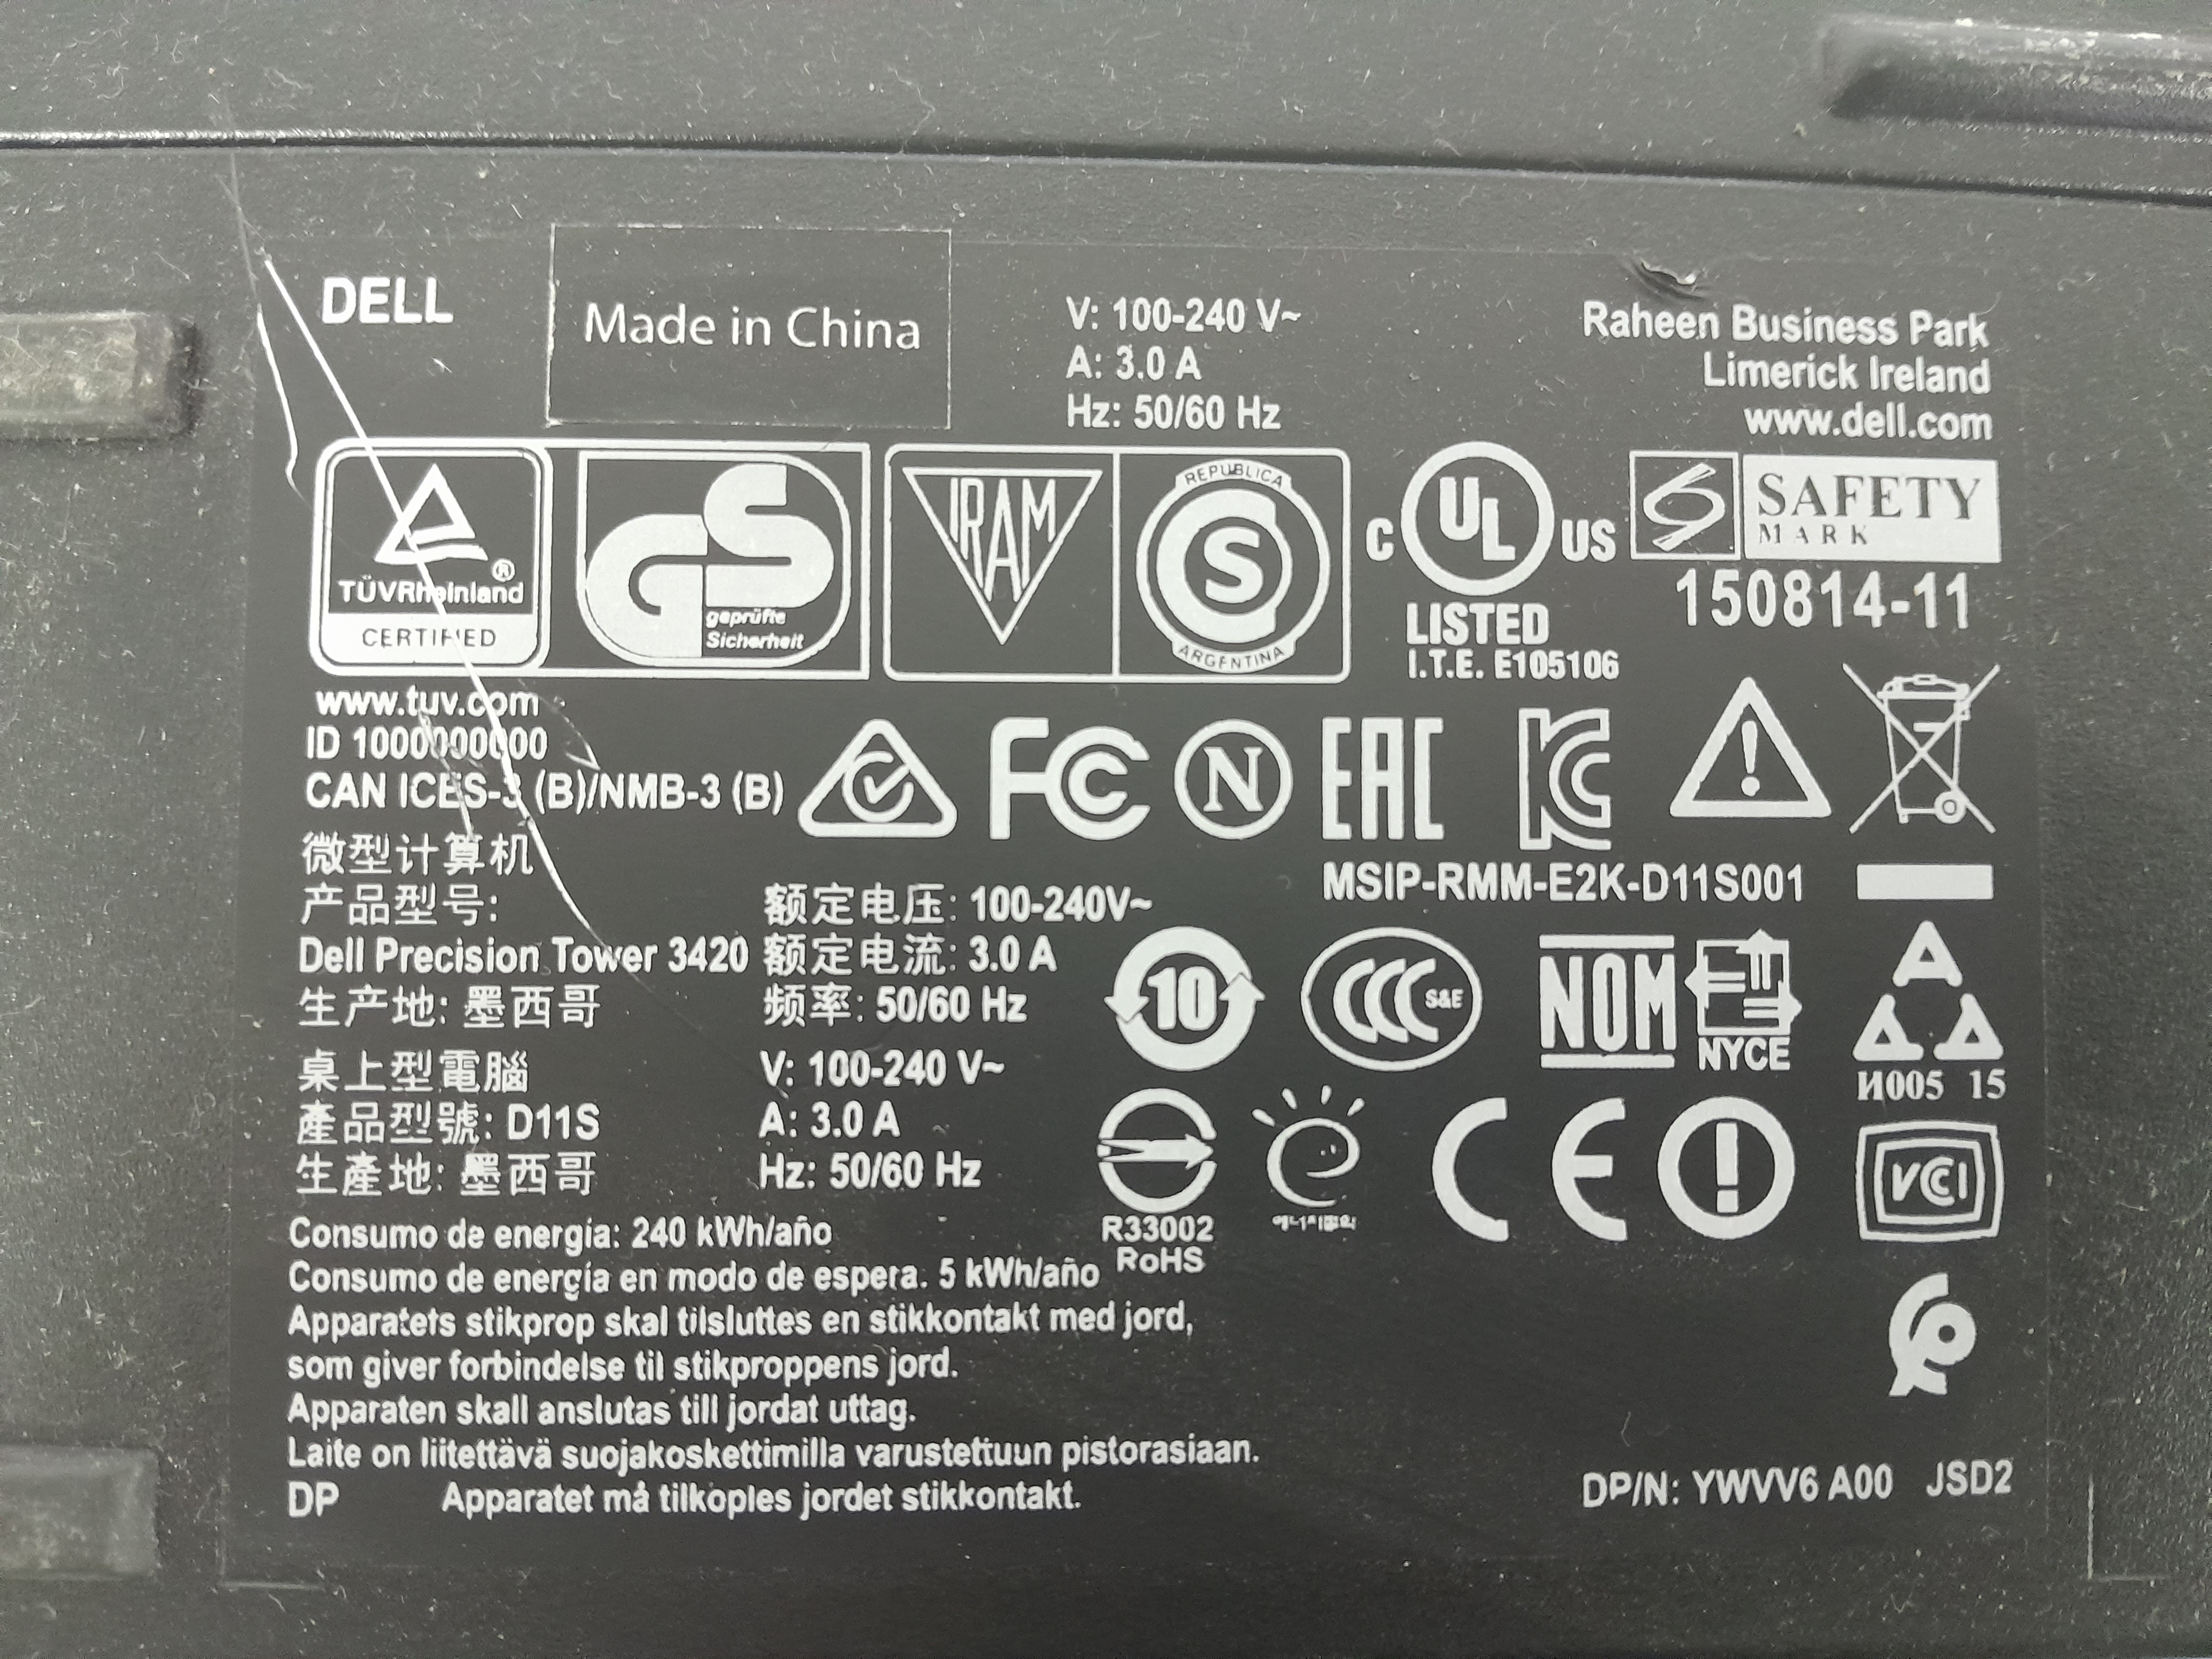 DELL
Made in China
V: 100-240 V~
A: 3.0 A
Hz: 50/60 Hz
Raheen Business Park
Limerick Ireland
www.dell.com
TÜVRheinland ®
CERTIFIED
GS
geprüfte
Sicherheit
IRAM
REPUBLICA
S
ARGENTINA
C UL US
LISTED
I.T.E. E105106
SAFETY
MARK
150814-11
www.tuv.com
ID 1000000000
CAN ICES-3 (B)/NMB-3 (B)
FC
N
EAC
KC
!
MSIP-RMM-E2K-D11S001
微型计算机
产品型号:
Dell Precision Tower 3420
生产地: 墨西哥
额定电压: 100-240V~
额定电流: 3.0 A
频率: 50/60 Hz
10
CCC S&E
NOM
NYCE
И005 15
桌上型電腦
產品型號: D11S
生產地: 墨西哥
V: 100-240 V~
A: 3.0 A
Hz: 50/60 Hz
R33002
RoHS
CE
!
VCI
Consumo de energía: 240 kWh/año
Consumo de energía en modo de espera. 5 kWh/año
Apparatets stikprop skal tilsluttes en stikkontakt med jord,
som giver forbindelse til stikproppens jord.
Apparaten skall anslutas till jordat uttag.
Laite on liitettävä suojakoskettimilla varustettuun pistorasiaan.
DP Apparatet må tilkoples jordet stikkontakt.
DP/N: YWVV6 A00 JSD2